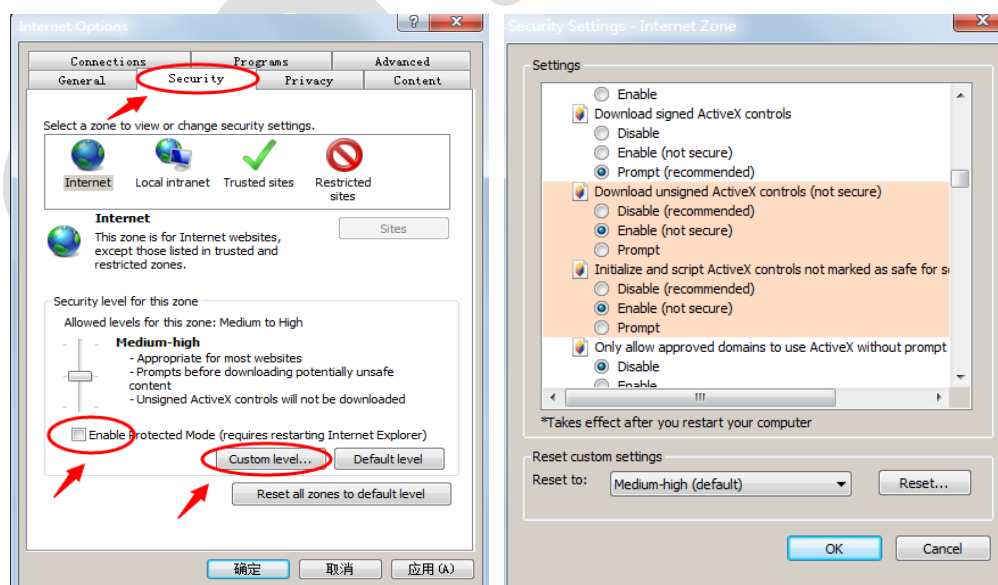 Internet Options
Connections Programs Advanced
General Security Privacy Content
Select a zone to view or change security settings.
Internet Local intranet Trusted sites Restricted
sites
Internet
This zone is for Internet websites,
except those listed in trusted and
restricted zones.
Sites
Security level for this zone
Allowed levels for this zone: Medium to High
Medium-high
- Appropriate for most websites
- Prompts before downloading potentially unsafe
content
- Unsigned ActiveX controls will not be downloaded
Enable Protected Mode (requires restarting Internet Explorer)
Custom level... Default level
Reset all zones to default level
确定 取消 应用(A)
Security Settings - Internet Zone
Settings
Enable
Download signed ActiveX controls
Disable
Enable (not secure)
Prompt (recommended)
Download unsigned ActiveX controls (not secure)
Disable (recommended)
Enable (not secure)
Prompt
Initialize and script ActiveX controls not marked as safe for s
Disable (recommended)
Enable (not secure)
Prompt
Only allow approved domains to use ActiveX without prompt
Disable
Enable
*Takes effect after you restart your computer
Reset custom settings
Reset to: Medium-high (default) Reset...
OK Cancel